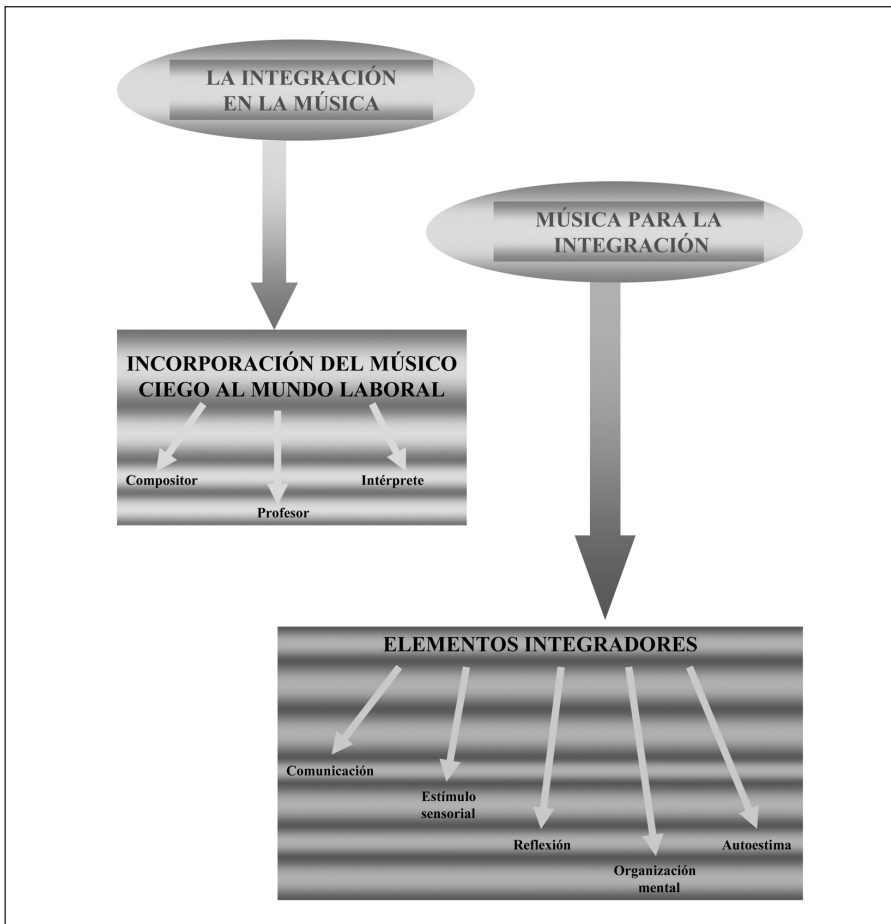 LA INTEGRACIÓN
EN LA MÚSICA
MÚSICA PARA LA
INTEGRACIÓN
INCORPORACIÓN DEL MÚSICO
CIEGO AL MUNDO LABORAL
Compositor
Intérprete
Profesor
ELEMENTOS INTEGRADORES
Comunicación
Estímulo
sensorial
Reflexión
Autoestima
Organización
mental